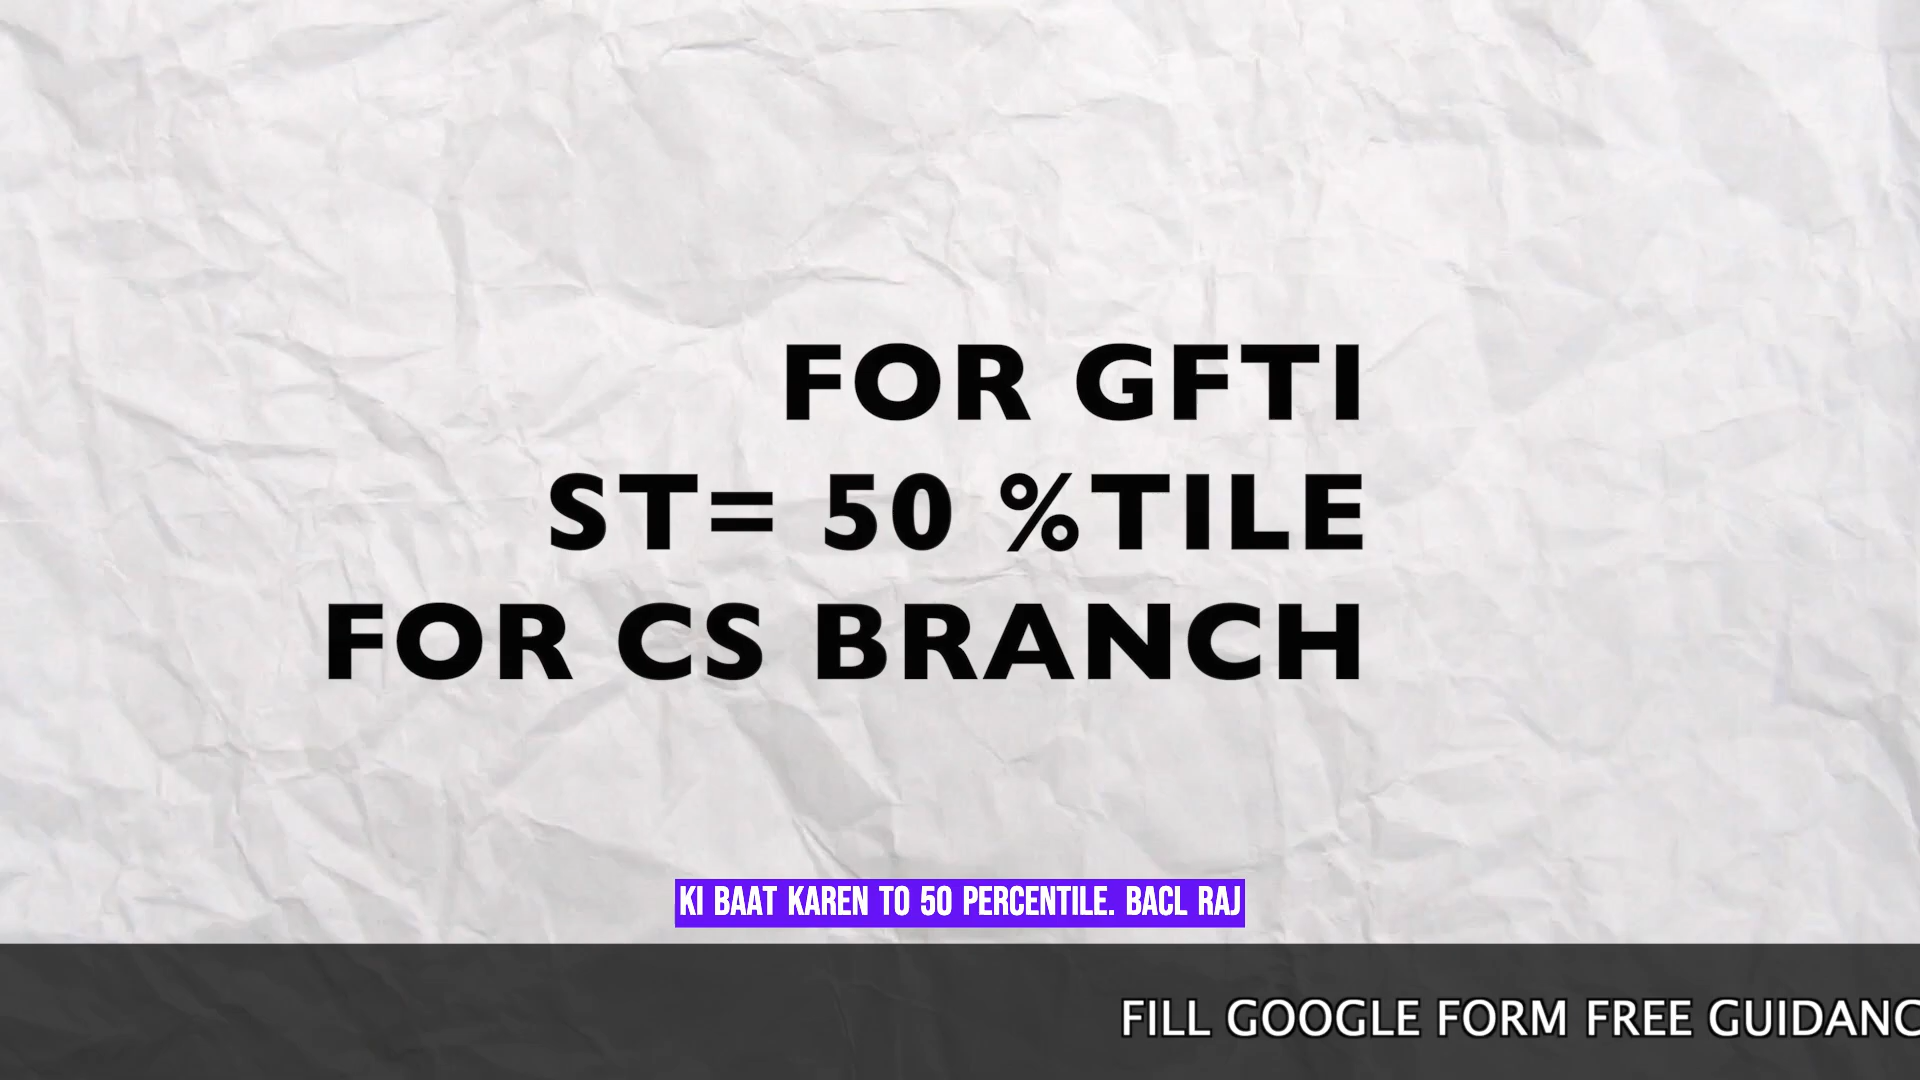 FOR GFTI
ST= 50 %TILE
FOR CS BRANCH
KI BAAT KAREN TO 50 PERCENTILE. BACL RAJ
FILL GOOGLE FORM FREE GUIDANC